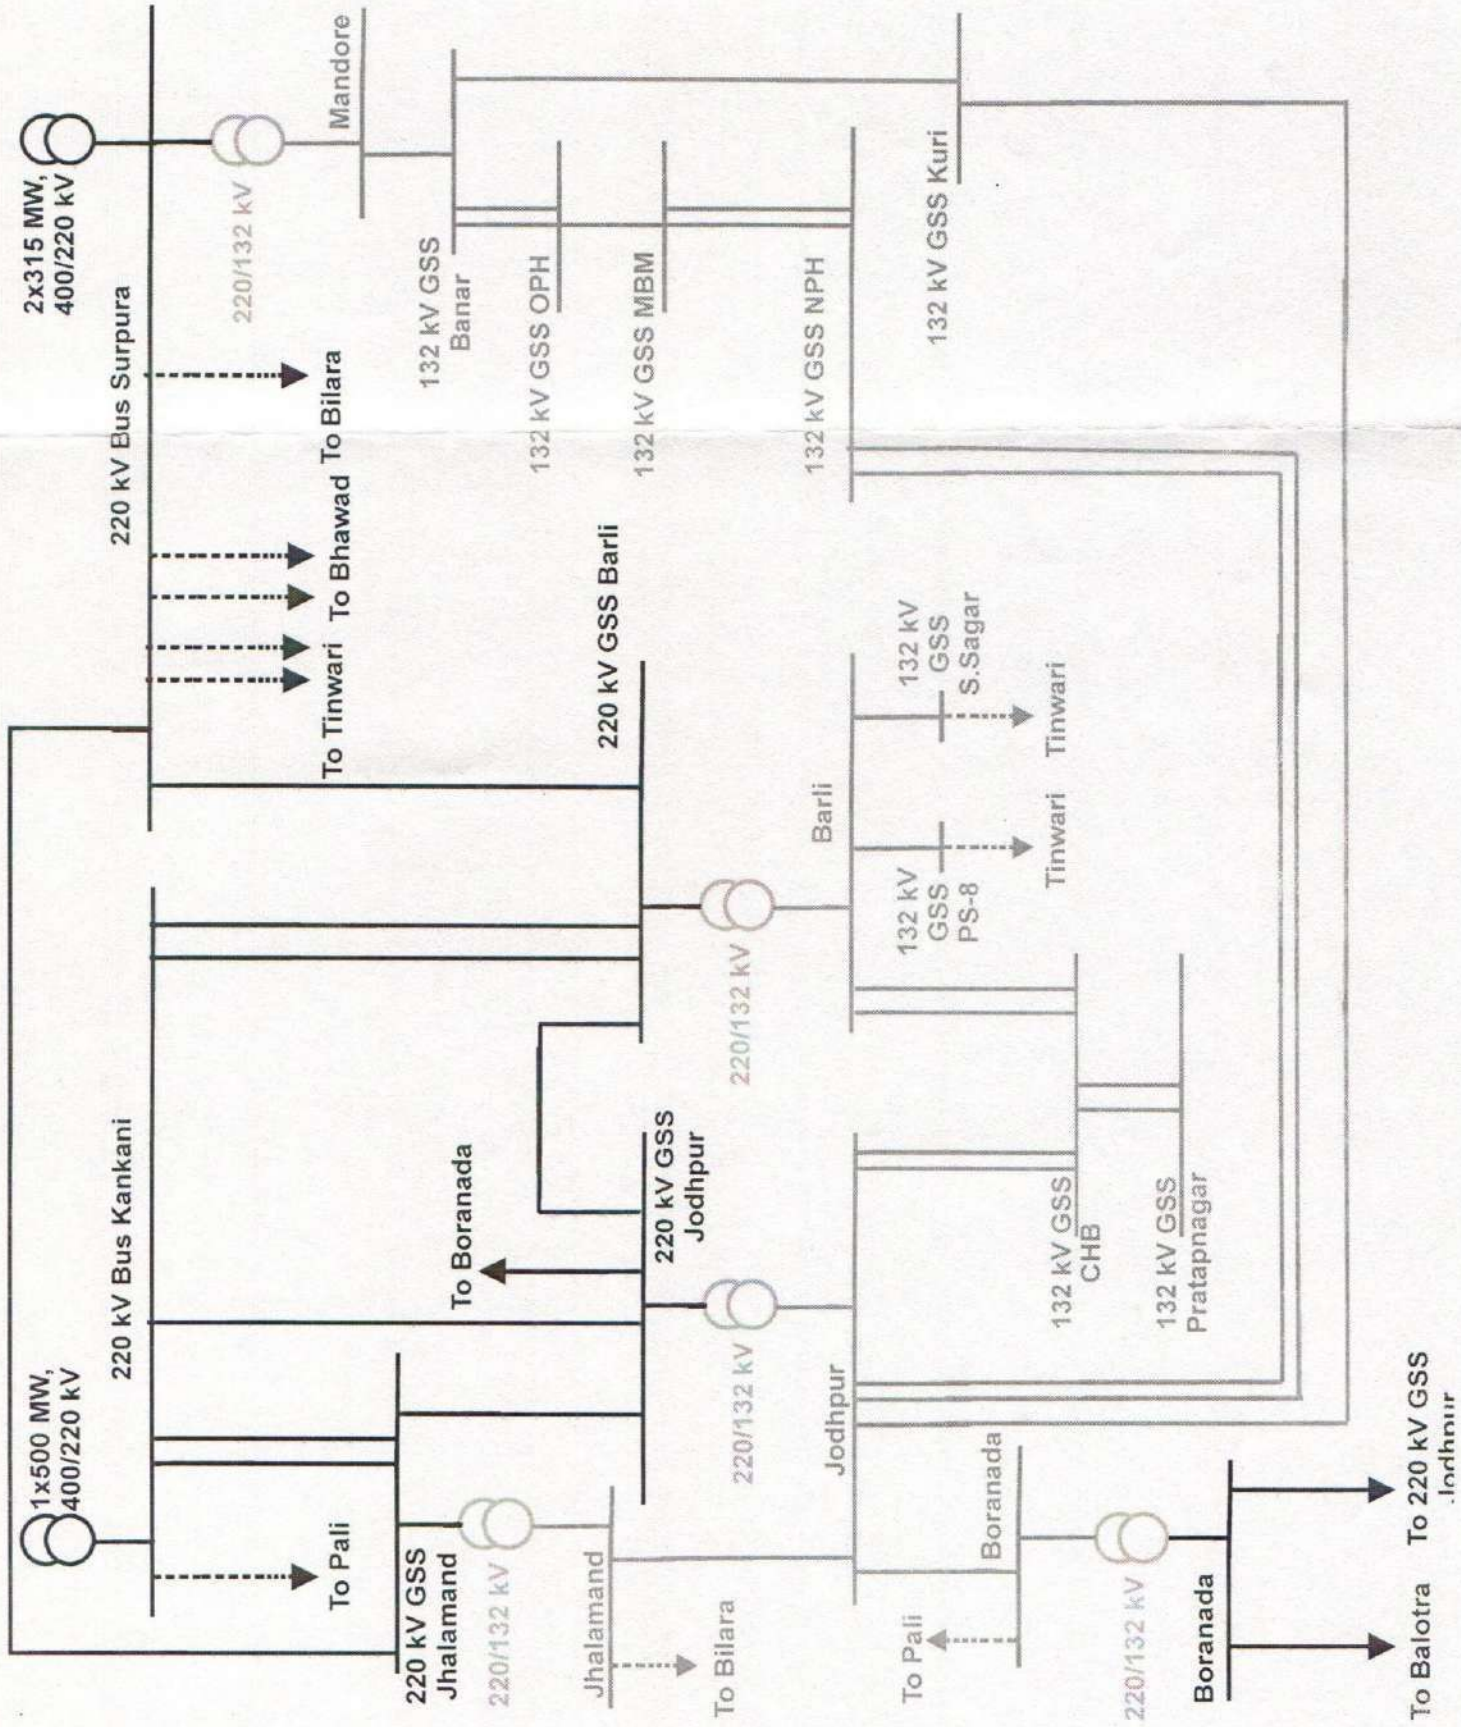 1x500 MW,
400/220 kV
2x315 MW,
400/220 kV
220 kV Bus Kankani
220 kV Bus Surpura
220/132 kV
To Pali
To Tinwari
To Bhawad
To Bilara
Mandore
220 kV GSS
Jhalamand
To Boranada
132 kV GSS
Banar
220/132 kV
132 kV GSS OPH
Jhalamand
220 kV GSS Barli
220 kV GSS
Jodhpur
132 kV GSS MBM
To Bilara
220/132 kV
220/132 kV
Jodhpur
Barli
132 kV GSS NPH
To Pali
132 kV
GSS
PS-8
132 kV
GSS
S.Sagar
132 kV GSS Kuri
Boranada
Tinwari
Tinwari
132 kV GSS
CHB
220/132 kV
132 kV GSS
Pratapnagar
Boranada
To Balotra
To 220 kV GSS
Jodhpur